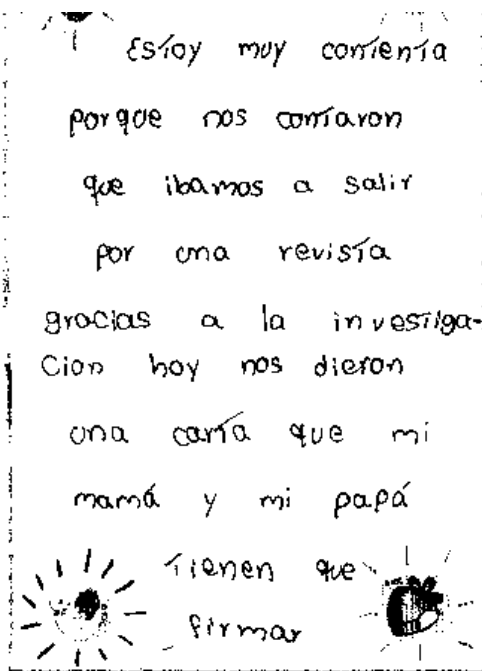 Estoy muy contenta
porque nos contaron
que ibamos a salir
por una revista
gracias a la investiga-
Cion hoy nos dieron
una carta que mi
mamá y mi papá
Tienen que
firmar